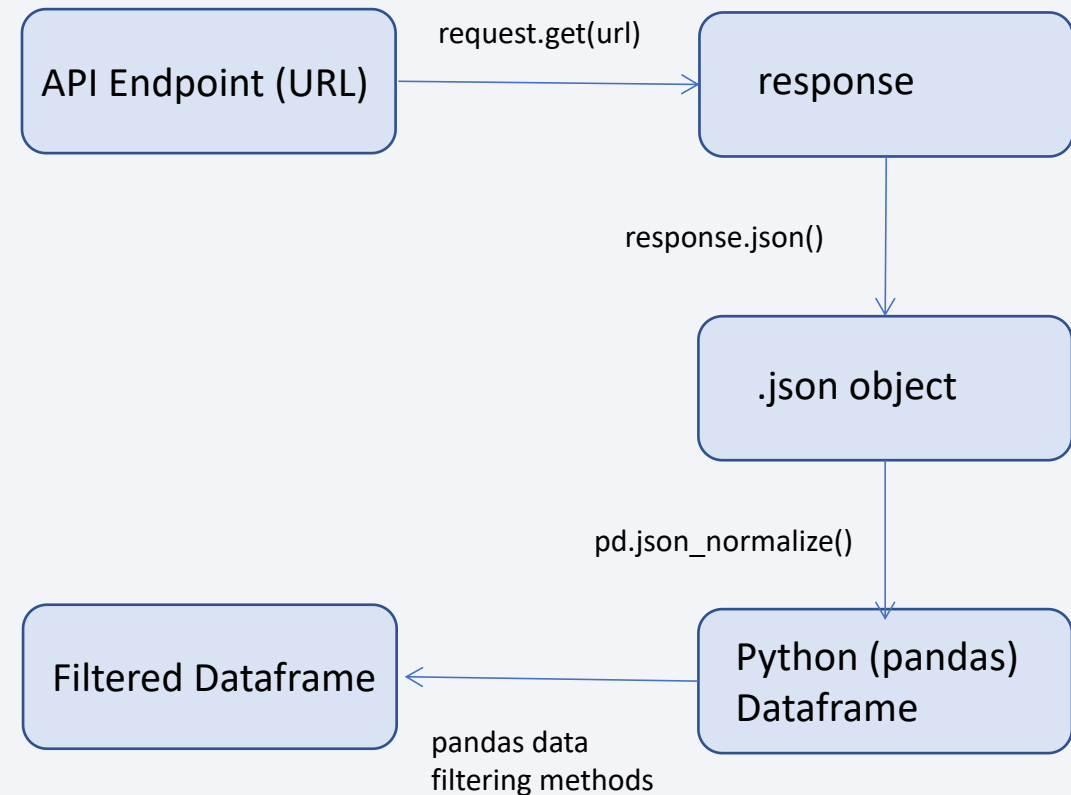 request.get(url)
API Endpoint (URL)
response
response.json()
.json object
pd.json_normalize()
Python (pandas)
Dataframe
Filtered Dataframe
pandas data
filtering methods